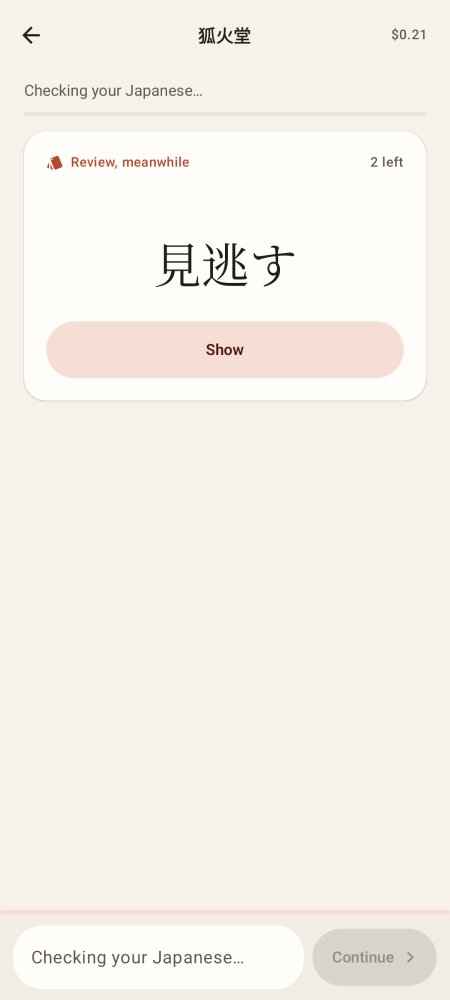 狐火堂
$0.21
Checking your Japanese…
Review, meanwhile
2 left
見逃す
Show
Checking your Japanese…
Continue